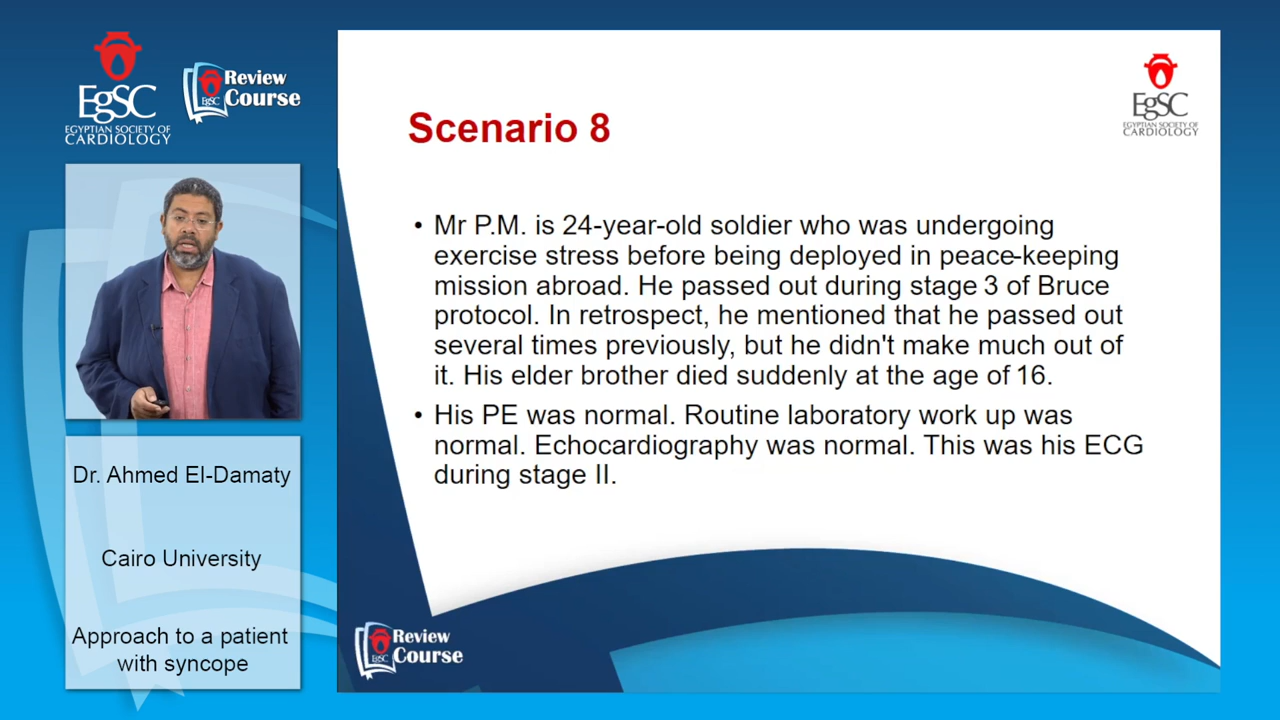 EgSC
EGYPTIAN SOCIETY OF
CARDIOLOGY
EgSC
Review
Course
EgSC
EGYPTIAN SOCIETY OF
CARDIOLOGY
Scenario 8
• Mr P.M. is 24-year-old soldier who was undergoing
exercise stress before being deployed in peace-keeping
mission abroad. He passed out during stage 3 of Bruce
protocol. In retrospect, he mentioned that he passed out
several times previously, but he didn't make much out of
it. His elder brother died suddenly at the age of 16.
• His PE was normal. Routine laboratory work up was
normal. Echocardiography was normal. This was his ECG
during stage II.
Dr. Ahmed El-Damaty
Cairo University
Approach to a patient
with syncope
EgSC
Review
Course